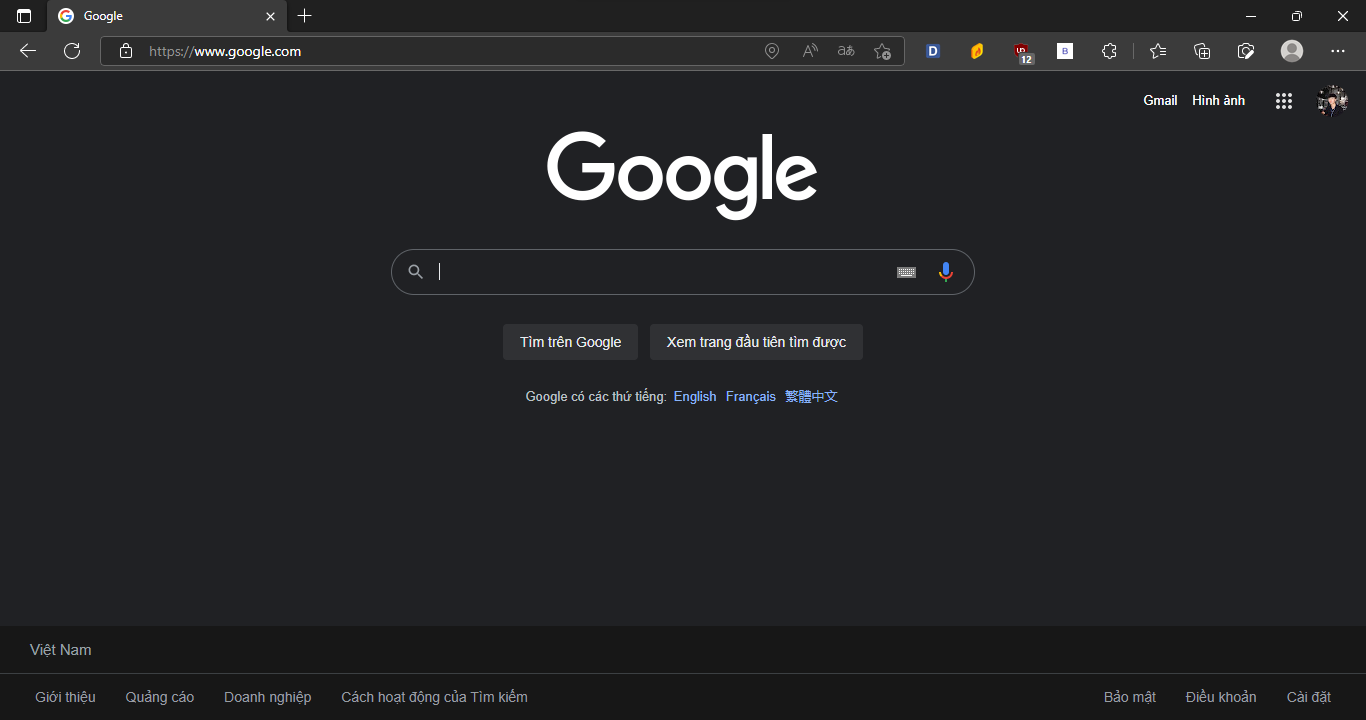 Google
https://www.google.com
D
UD
12
B
Gmail Hình ảnh
Google
Tìm trên Google Xem trang đầu tiên tìm được
Google có các thứ tiếng: English Français 繁體中文
Việt Nam
Giới thiệu Quảng cáo Doanh nghiệp Cách hoạt động của Tìm kiếm Bảo mật Điều khoản Cài đặt